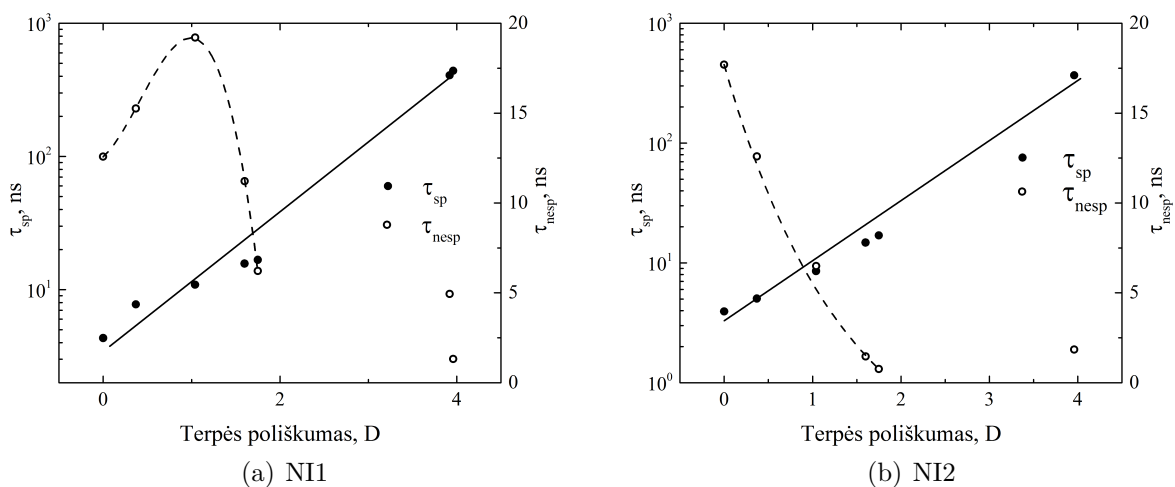 10³
10²
10¹
τsp, ns
0 2 4
Terpės poliškumas, D
20
15
10
5
0
τnesp, ns
τsp
τnesp
(a) NI1
10³
10²
10¹
10⁰
τsp, ns
0 1 2 3 4
Terpės poliškumas, D
20
15
10
5
0
τnesp, ns
τsp
τnesp
(b) NI2